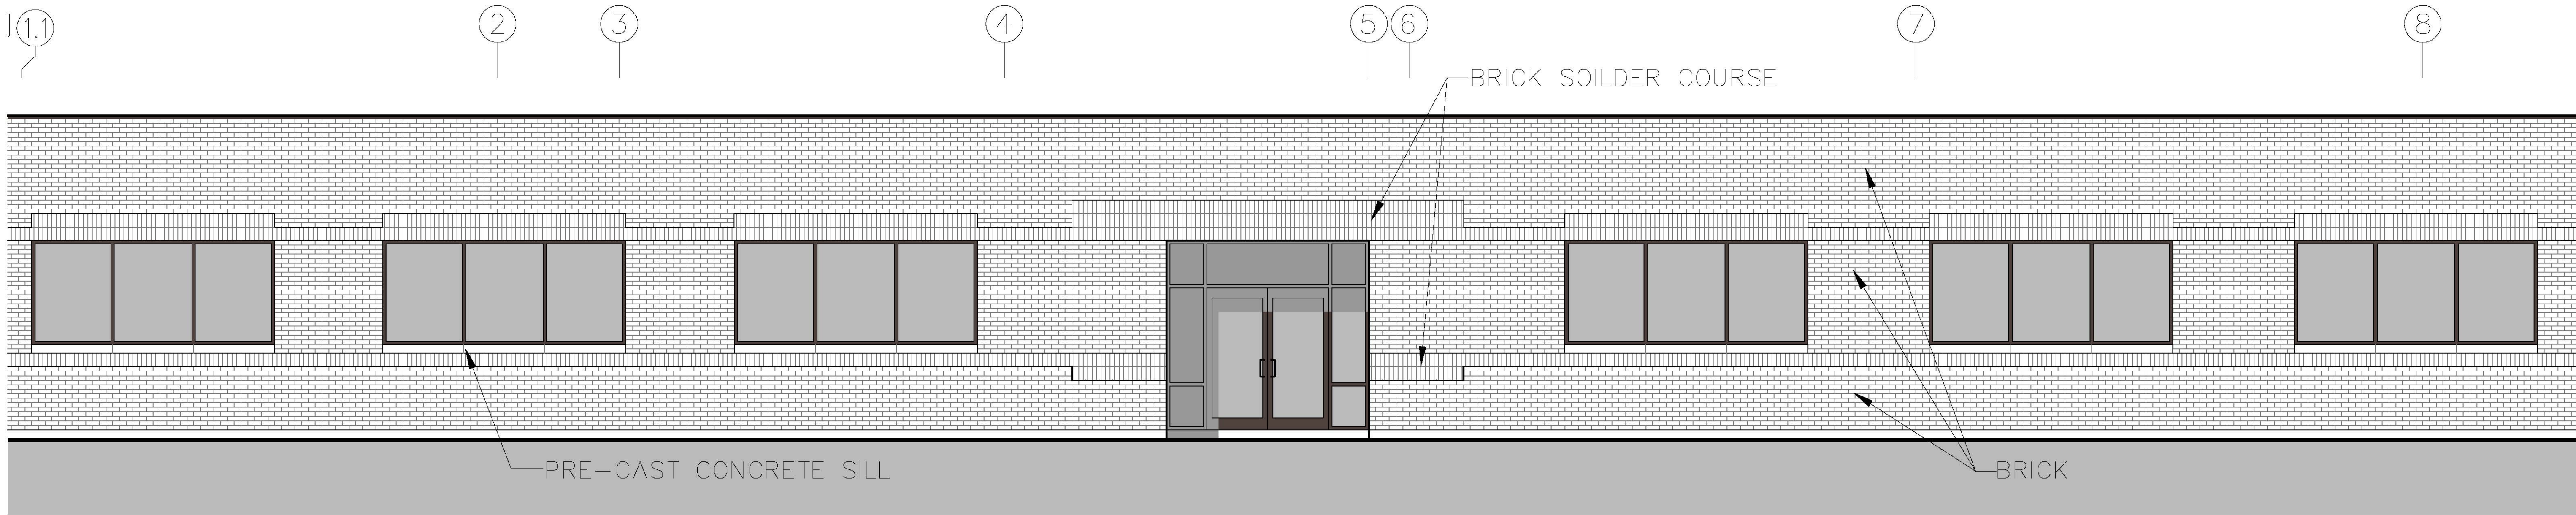 1.1 2 3 4 5 6 7 8
BRICK SOILDER COURSE
PRE-CAST CONCRETE SILL
BRICK